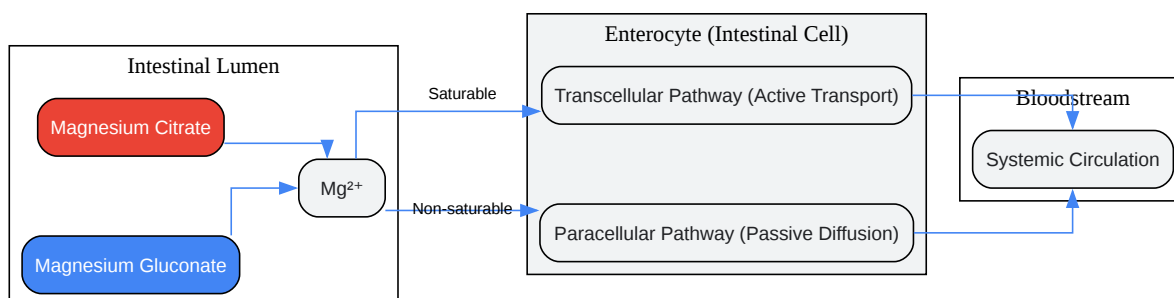 Enterocyte (Intestinal Cell)
Intestinal Lumen
Saturable
Transcellular Pathway (Active Transport)
Bloodstream
Magnesium Citrate
Mg²⁺
Systemic Circulation
Non-saturable
Paracellular Pathway (Passive Diffusion)
Magnesium Gluconate